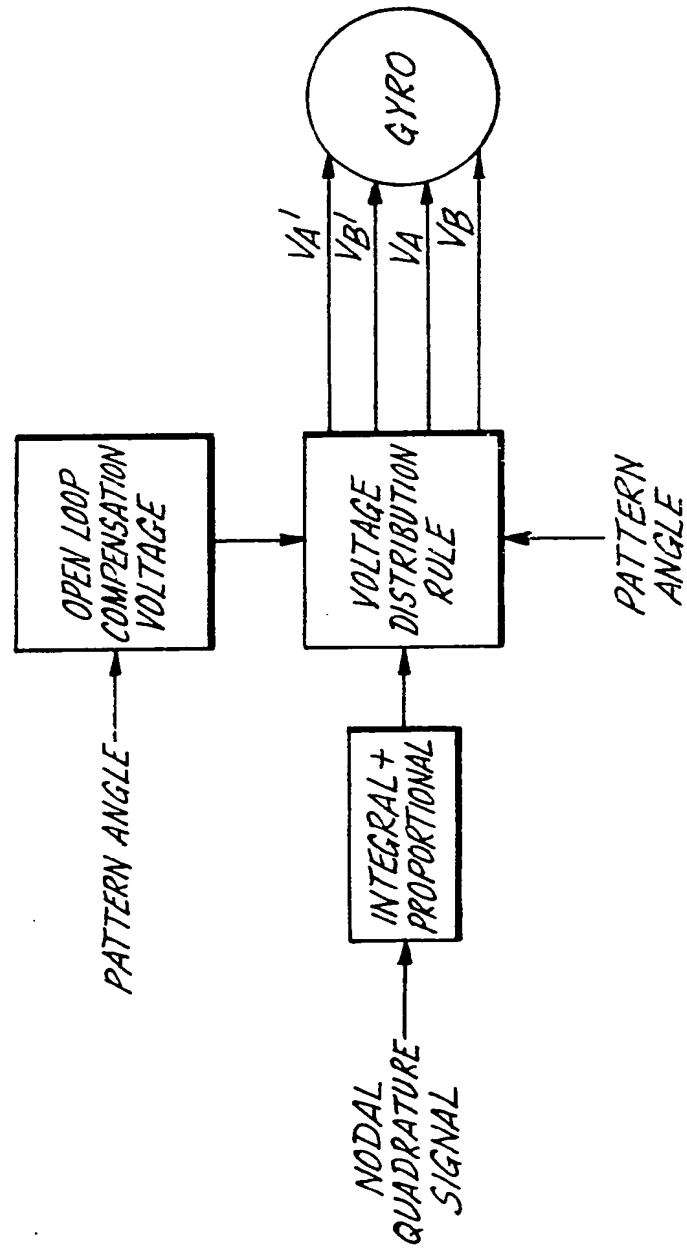 PATTERN ANGLE
OPEN LOOP
COMPENSATION
VOLTAGE
NODAL
QUADRATURE
SIGNAL
INTEGRAL +
PROPORTIONAL
VOLTAGE
DISTRIBUTION
RULE
PATTERN
ANGLE
VA'
VB'
VA
VB
GYRO